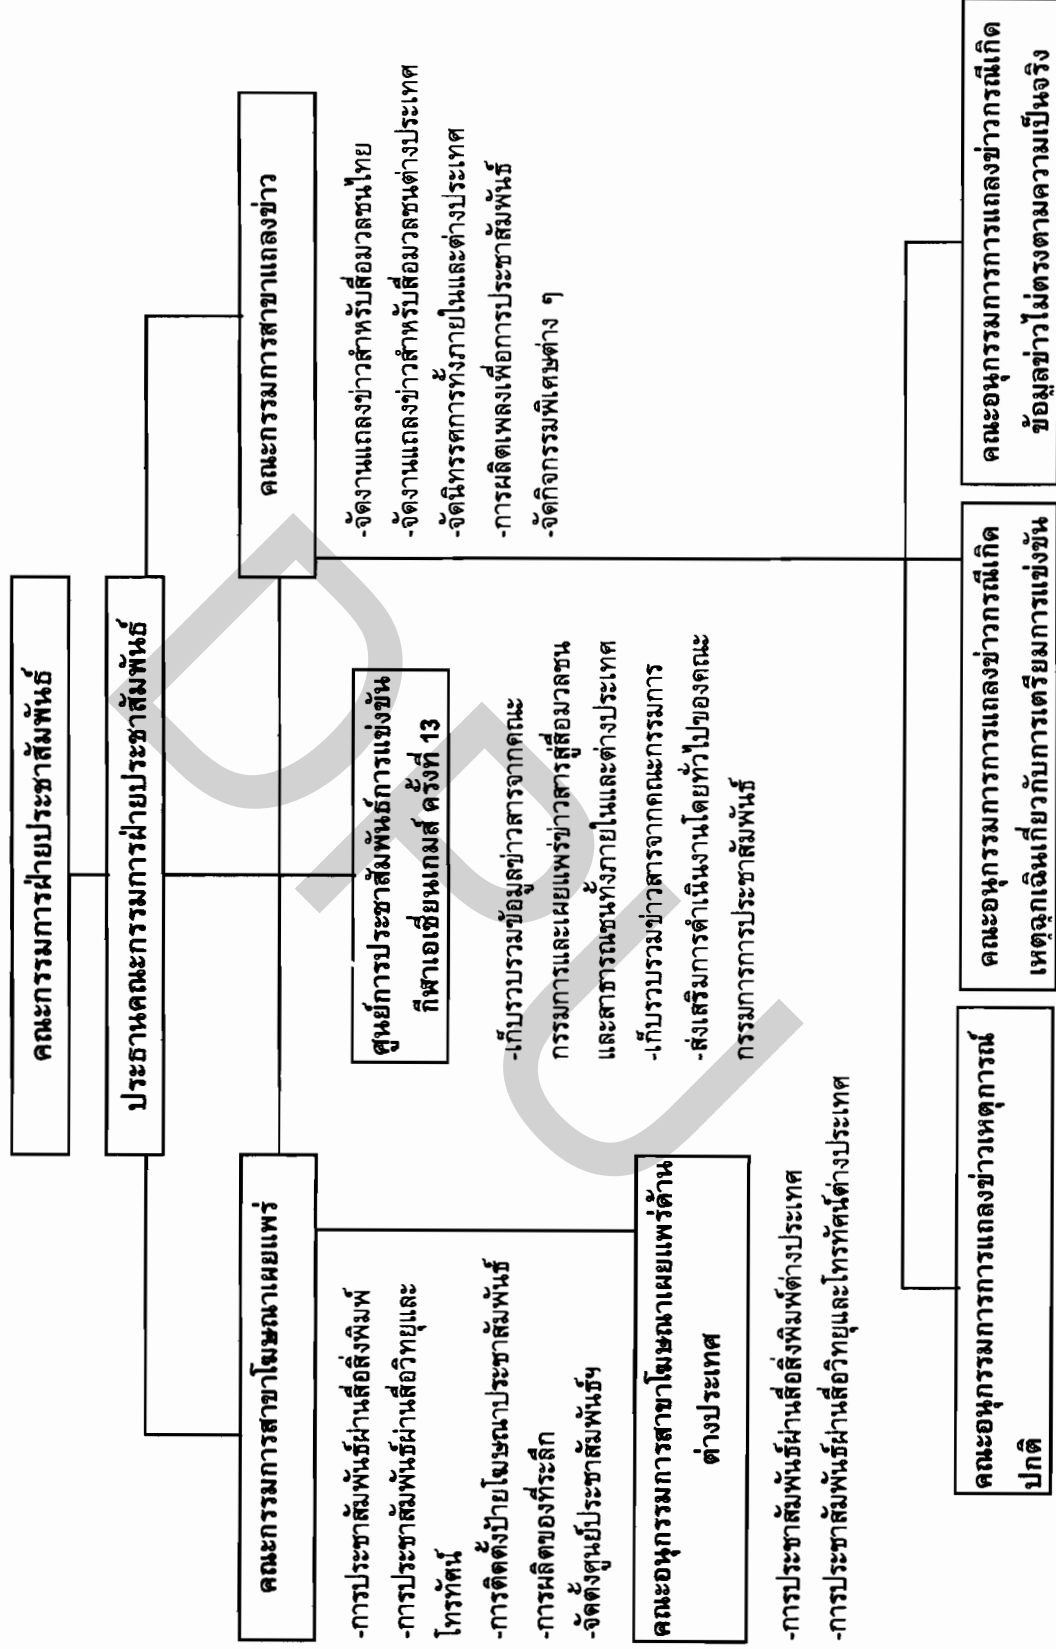 คณะกรรมการฝ่ายประชาสัมพันธ์
ประธานคณะกรรมการฝ่ายประชาสัมพันธ์
คณะกรรมการสาขาโฆษณาเผยแพร่
-การประชาสัมพันธ์ผ่านสื่อสิ่งพิมพ์
-การประชาสัมพันธ์ผ่านสื่อวิทยุและ
โทรทัศน์
-การติดตั้งป้ายโฆษณาประชาสัมพันธ์
-การผลิตของที่ระลึก
-จัดตั้งศูนย์ประชาสัมพันธ์ฯ
คณะอนุกรรมการสาขาโฆษณาเผยแพร่ด้าน
ต่างประเทศ
-การประชาสัมพันธ์ผ่านสื่อสิ่งพิมพ์ต่างประเทศ
-การประชาสัมพันธ์ผ่านสื่อวิทยุและโทรทัศน์ต่างประเทศ
ศูนย์การประชาสัมพันธ์การแข่งขัน
กีฬาเอเชียนเกมส์ ครั้งที่ 13
-เก็บรวบรวมข้อมูลข่าวสารจากคณะ
กรรมการและเผยแพร่ข่าวสารสู่สื่อมวลชน
และสาธารณชนทั้งภายในและต่างประเทศ
-เก็บรวบรวมข่าวสารจากคณะกรรมการ
-ส่งเสริมการดำเนินงานโดยทั่วไปของคณะ
กรรมการการประชาสัมพันธ์
คณะกรรมการสาขาแถลงข่าว
-จัดงานแถลงข่าวสำหรับสื่อมวลชนไทย
-จัดงานแถลงข่าวสำหรับสื่อมวลชนต่างประเทศ
-จัดนิทรรศการทั้งภายในและต่างประเทศ
-การผลิตเพลงเพื่อการประชาสัมพันธ์
-จัดกิจกรรมพิเศษต่าง ๆ
คณะอนุกรรมการการแถลงข่าวเหตุการณ์
ปกติ
คณะอนุกรรมการการแถลงข่าวกรณีเกิด
เหตุฉุกเฉินเกี่ยวกับการเตรียมการแข่งขัน
คณะอนุกรรมการการแถลงข่าวกรณีเกิด
ข้อมูลข่าวไม่ตรงตามความเป็นจริง
DPU